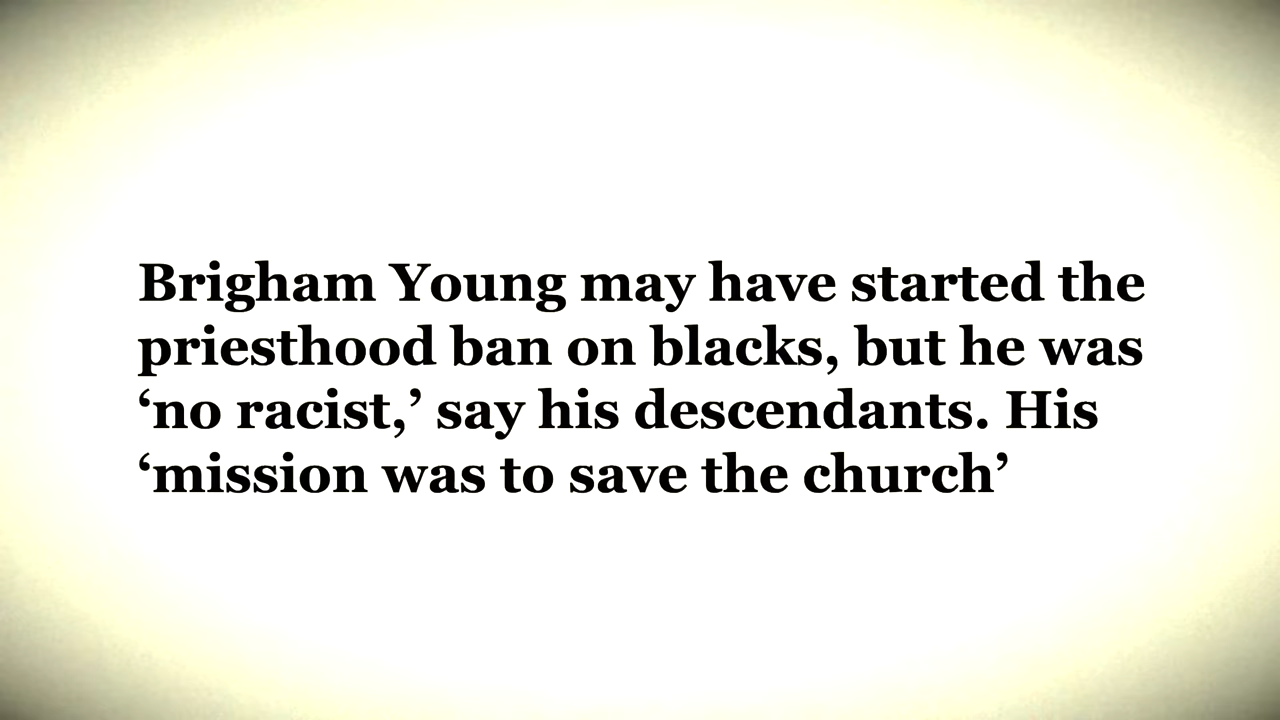 Brigham Young may have started the
priesthood ban on blacks, but he was
‘no racist,’ say his descendants. His
‘mission was to save the church’